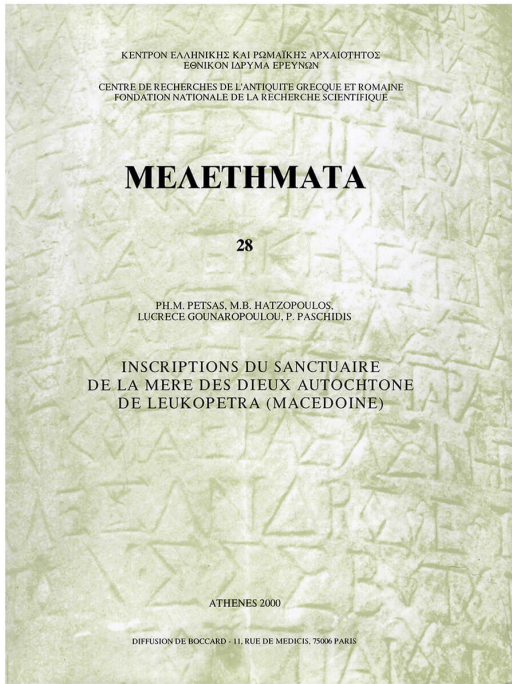 ΚΕΝΤΡΟΝ ΕΛΛΗΝΙΚΗΣ ΚΑΙ ΡΩΜΑΪΚΗΣ ΑΡΧΑΙΟΤΗΤΟΣ
ΕΘΝΙΚΟΝ ΙΔΡΥΜΑ ΕΡΕΥΝΩΝ
CENTRE DE RECHERCHES DE L'ANTIQUITE GRECQUE ET ROMAINE
FONDATION NATIONALE DE LA RECHERCHE SCIENTIFIQUE
ΜΕΛΕΤΗΜΑΤΑ
28
PH.M. PETSAS, M.B. HATZOPOULOS,
LUCRECE GOUNAROPOULOU, P. PASCHIDIS
INSCRIPTIONS DU SANCTUAIRE
DE LA MERE DES DIEUX AUTOCHTONE
DE LEUKOPETRA (MACEDOINE)
ATHENES 2000
DIFFUSION DE BOCCARD - 11, RUE DE MEDICIS, 75006 PARIS